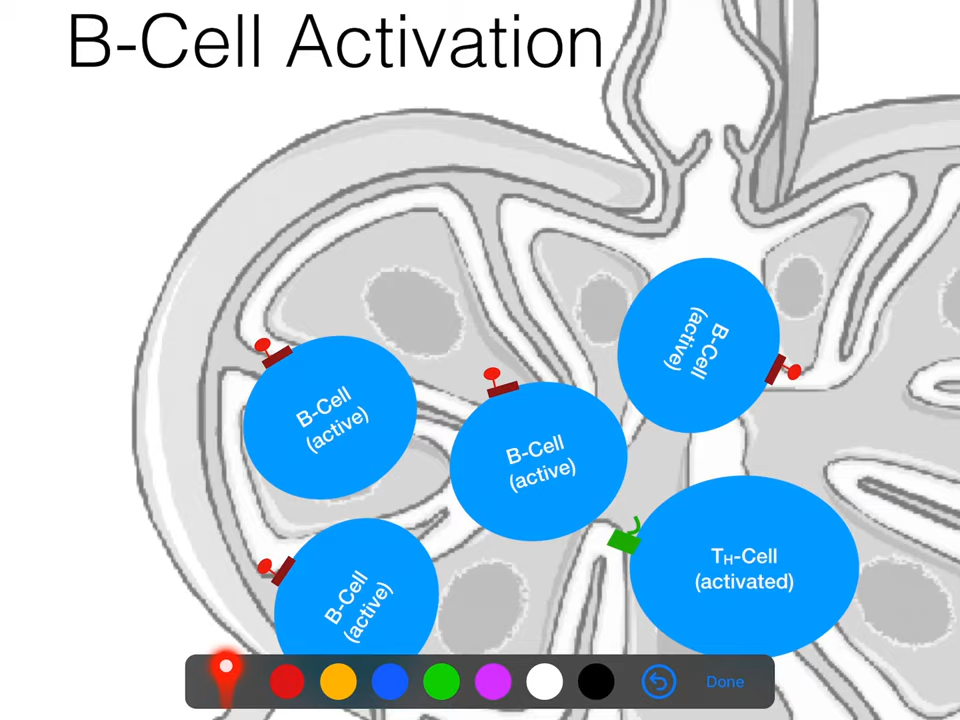 B-Cell Activation
B-Cell
(active)
B-Cell
(active)
B-Cell
(active)
TH-Cell
(activated)
B-Cell
(active)
Done